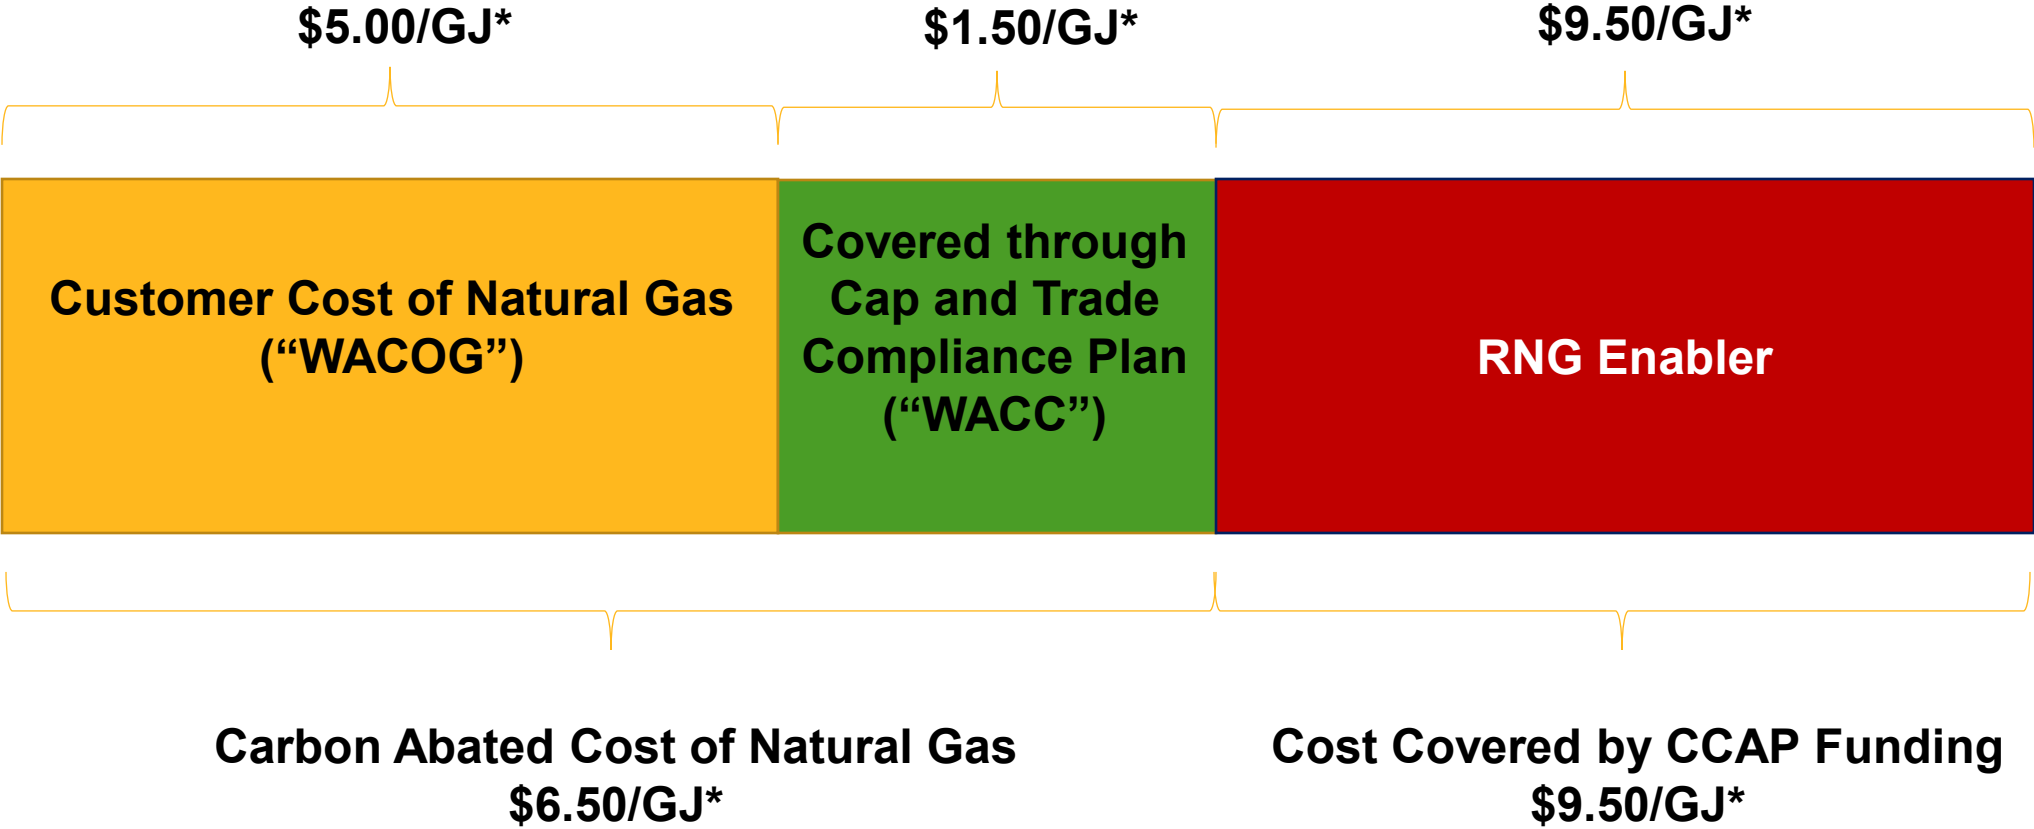 $5.00/GJ*
$1.50/GJ*
$9.50/GJ*
Customer Cost of Natural Gas
(“WACOG”)
Covered through
Cap and Trade
Compliance Plan
(“WACC”)
RNG Enabler
Carbon Abated Cost of Natural Gas
$6.50/GJ*
Cost Covered by CCAP Funding
$9.50/GJ*